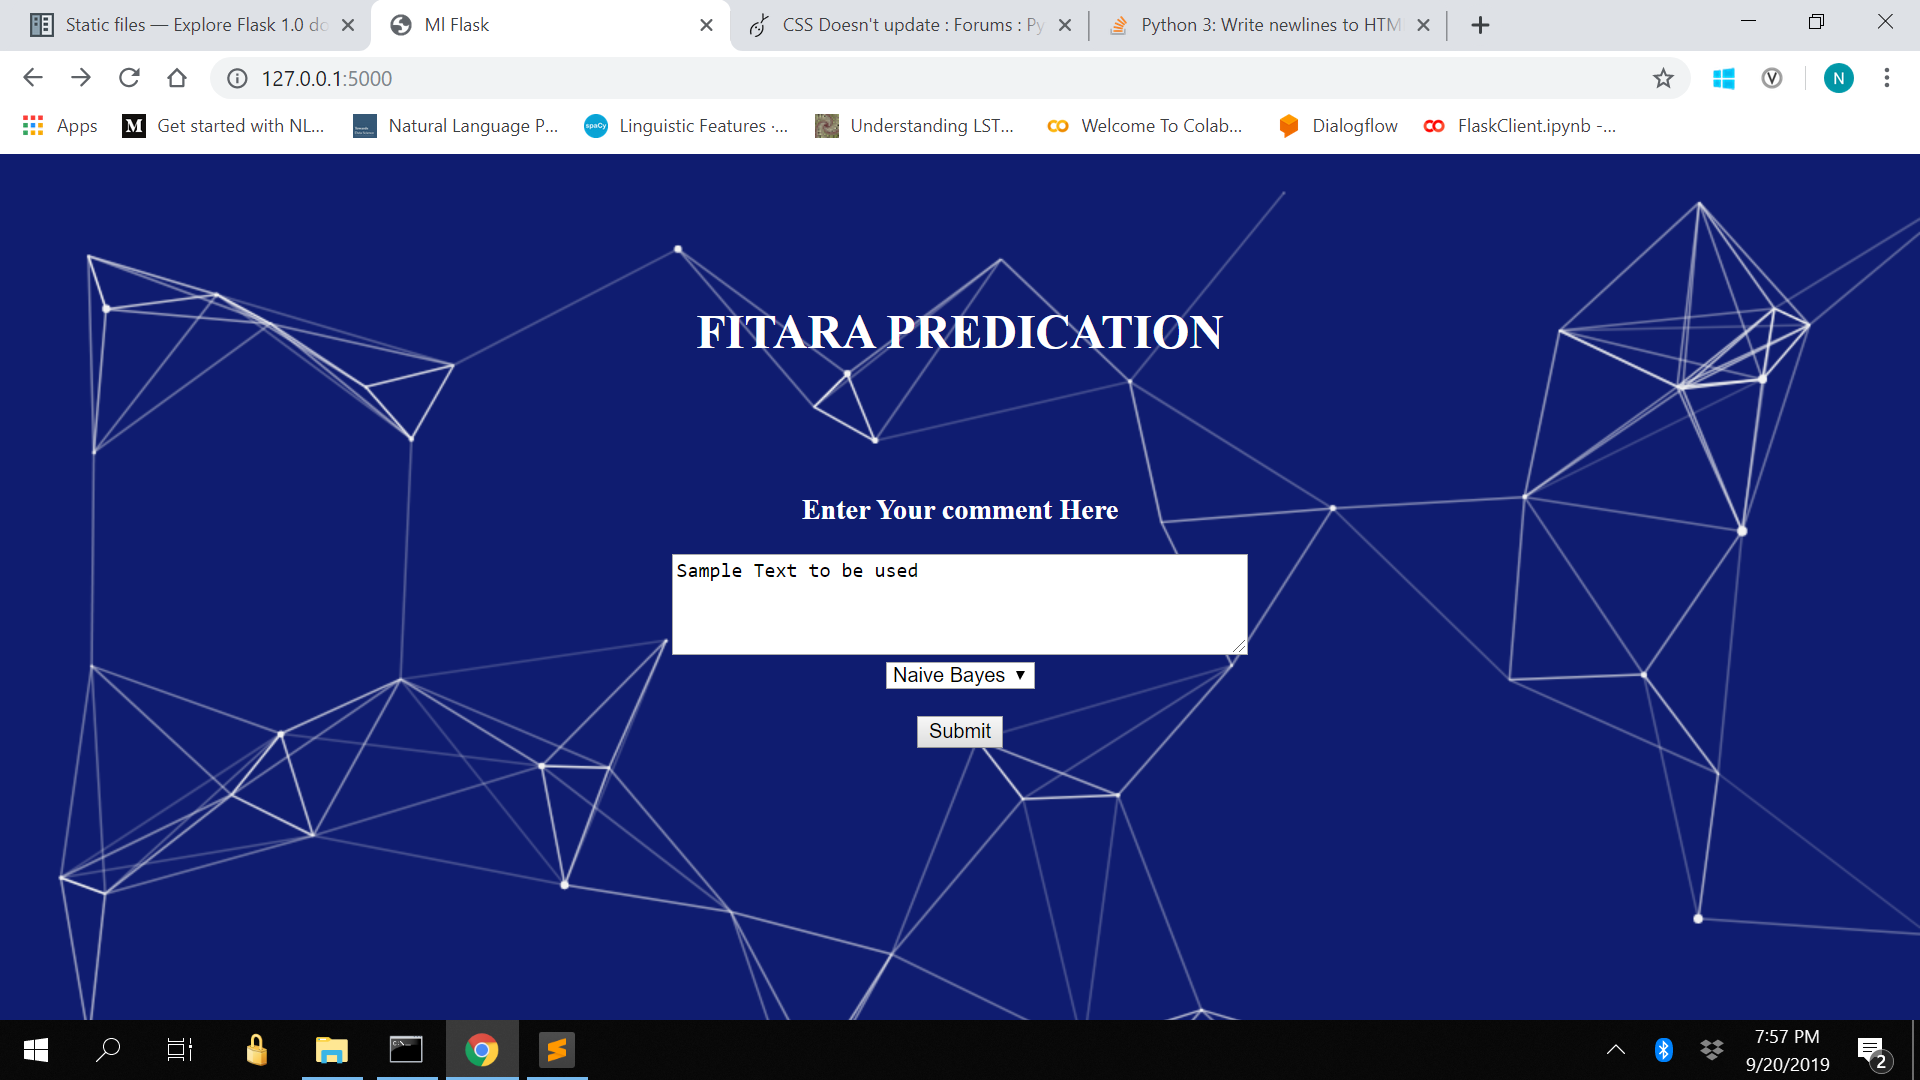 Static files — Explore Flask 1.0 do
Ml Flask
CSS Doesn't update : Forums : Py
Python 3: Write newlines to HTM
127.0.0.1:5000
N
Apps
M
Get started with NL...
Natural Language P...
spaCy
Linguistic Features ·...
Understanding LST...
Welcome To Colab...
Dialogflow
FlaskClient.ipynb -...
FITARA PREDICATION
Enter Your comment Here
Sample Text to be used
Naive Bayes
Submit
7:57 PM
9/20/2019
2